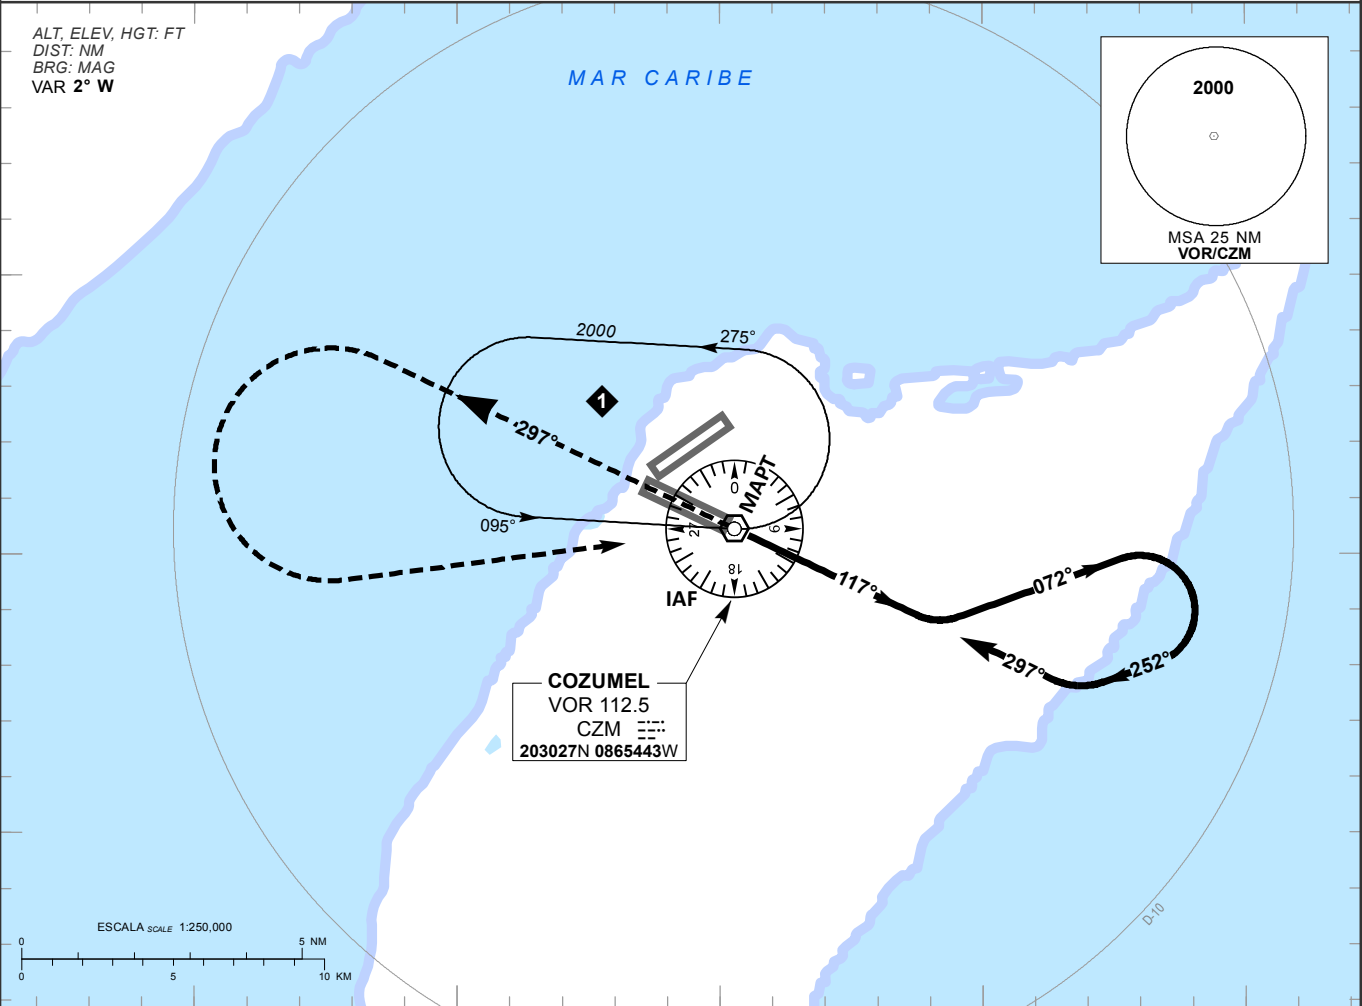 ALT, ELEV, HGT: FT
DIST: NM
BRG: MAG
VAR 2° W
MAR CARIBE
2000
MSA 25 NM
VOR/CZM
2000
275°
1
297°
095°
MAPT
0
9
18
27
IAF
117°
072°
252°
297°
COZUMEL
VOR 112.5
CZM
203027N 0865443W
D-10
ESCALA SCALE 1:250,000
0 5 NM
0 5 10 KM